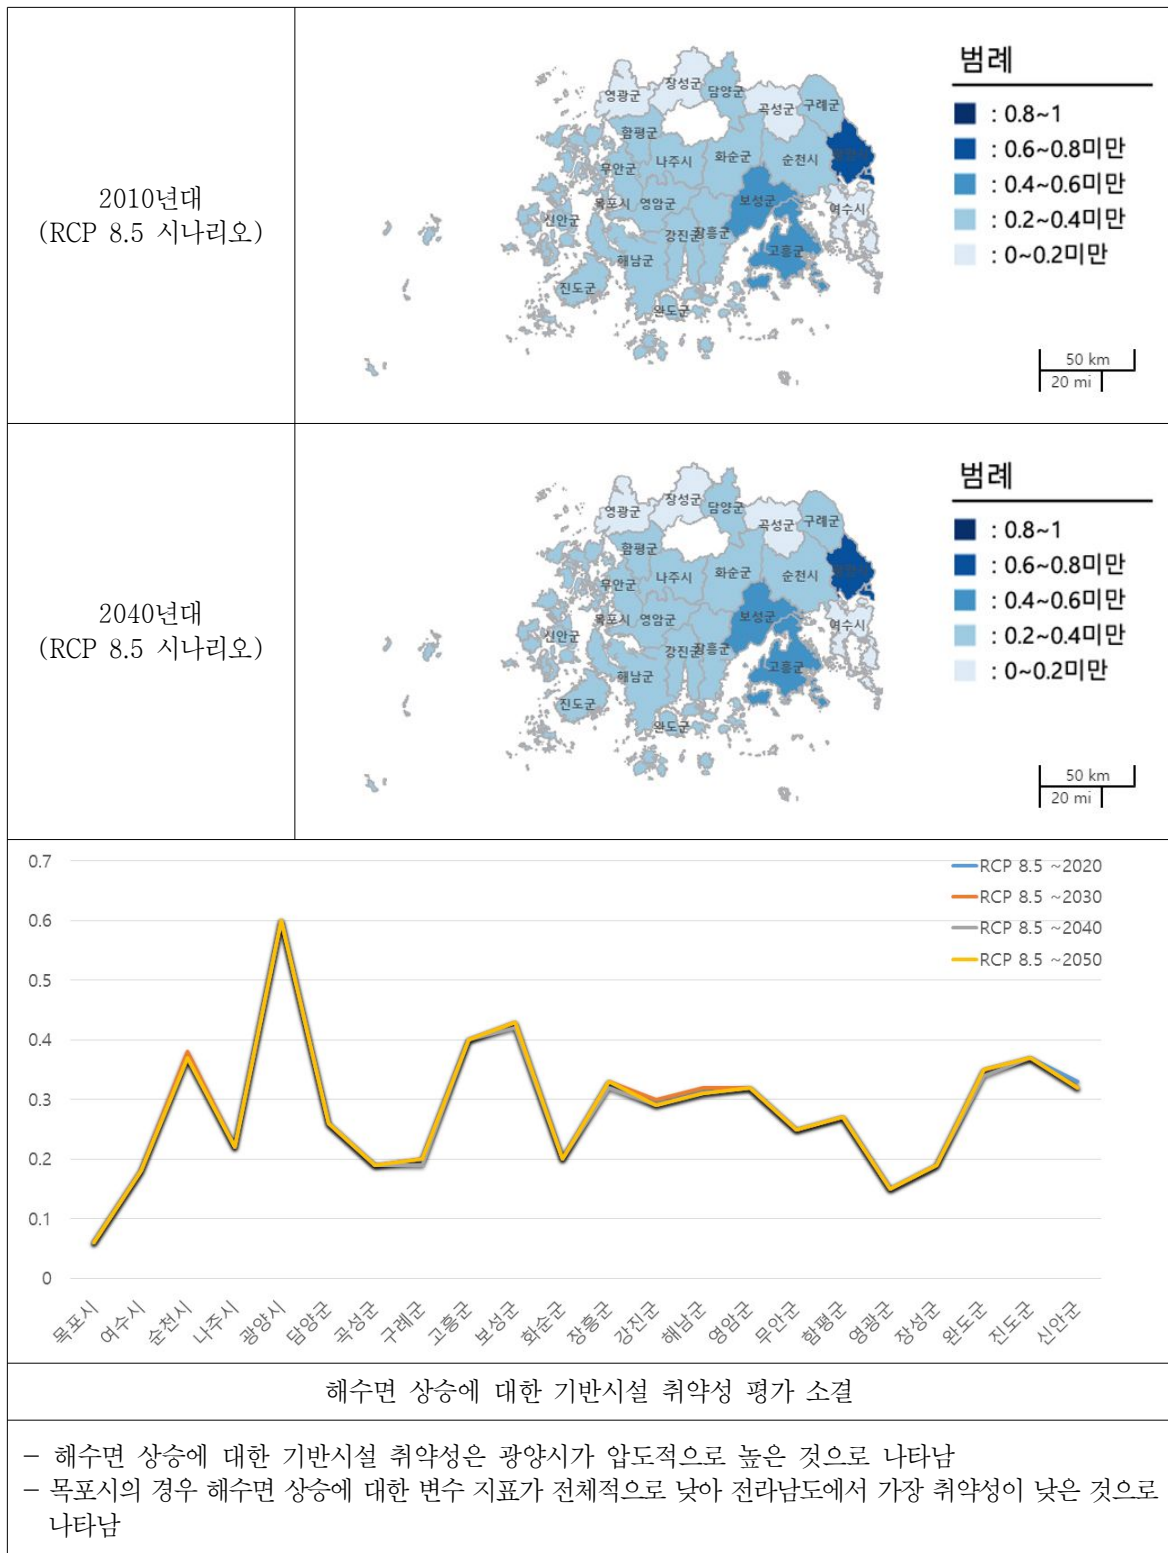 2010년대
(RCP 8.5 시나리오)
영광군
장성군
담양군
곡성군
구례군
함평군
무안군
나주시
화순군
순천시
신안군
목포시
영암군
보성군
여수시
강진군
장흥군
해남군
고흥군
진도군
완도군
범례
: 0.8~1
: 0.6~0.8미만
: 0.4~0.6미만
: 0.2~0.4미만
: 0~0.2미만
50 km
20 mi
2040년대
(RCP 8.5 시나리오)
영광군
장성군
담양군
곡성군
구례군
함평군
무안군
나주시
화순군
순천시
신안군
목포시
영암군
보성군
여수시
강진군
장흥군
해남군
고흥군
진도군
완도군
범례
: 0.8~1
: 0.6~0.8미만
: 0.4~0.6미만
: 0.2~0.4미만
: 0~0.2미만
50 km
20 mi
0.7
0.6
0.5
0.4
0.3
0.2
0.1
0
RCP 8.5 ~2020
RCP 8.5 ~2030
RCP 8.5 ~2040
RCP 8.5 ~2050
목포시
여수시
순천시
나주시
광양시
담양군
곡성군
구례군
고흥군
보성군
화순군
장흥군
강진군
해남군
영암군
무안군
함평군
영광군
장성군
완도군
진도군
신안군
해수면 상승에 대한 기반시설 취약성 평가 소결
- 해수면 상승에 대한 기반시설 취약성은 광양시가 압도적으로 높은 것으로 나타남
- 목포시의 경우 해수면 상승에 대한 변수 지표가 전체적으로 낮아 전라남도에서 가장 취약성이 낮은 것으로
나타남